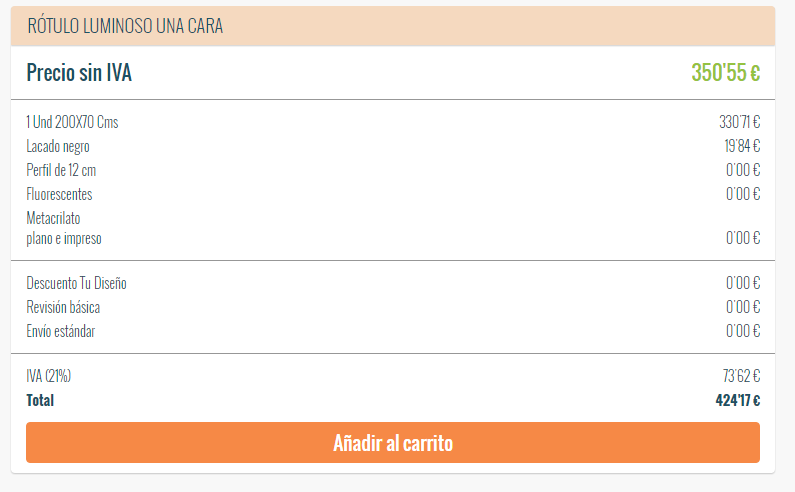 RÓTULO LUMINOSO UNA CARA
Precio sin IVA 350'55 €
1 Und 200X70 Cms 330'71 €
Lacado negro 19'84 €
Perfil de 12 cm 0'00 €
Fluorescentes 0'00 €
Metacrilato
plano e impreso 0'00 €
Descuento Tu Diseño 0'00 €
Revisión básica 0'00 €
Envío estándar 0'00 €
IVA (21%) 73'62 €
Total 424'17 €
Añadir al carrito